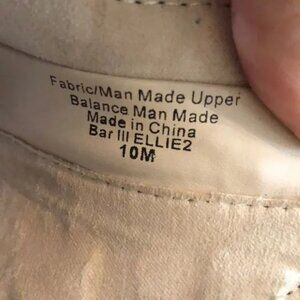 Fabric/Man Made Upper
Balance Man Made
Made in China
Bar III ELLIE2
10M